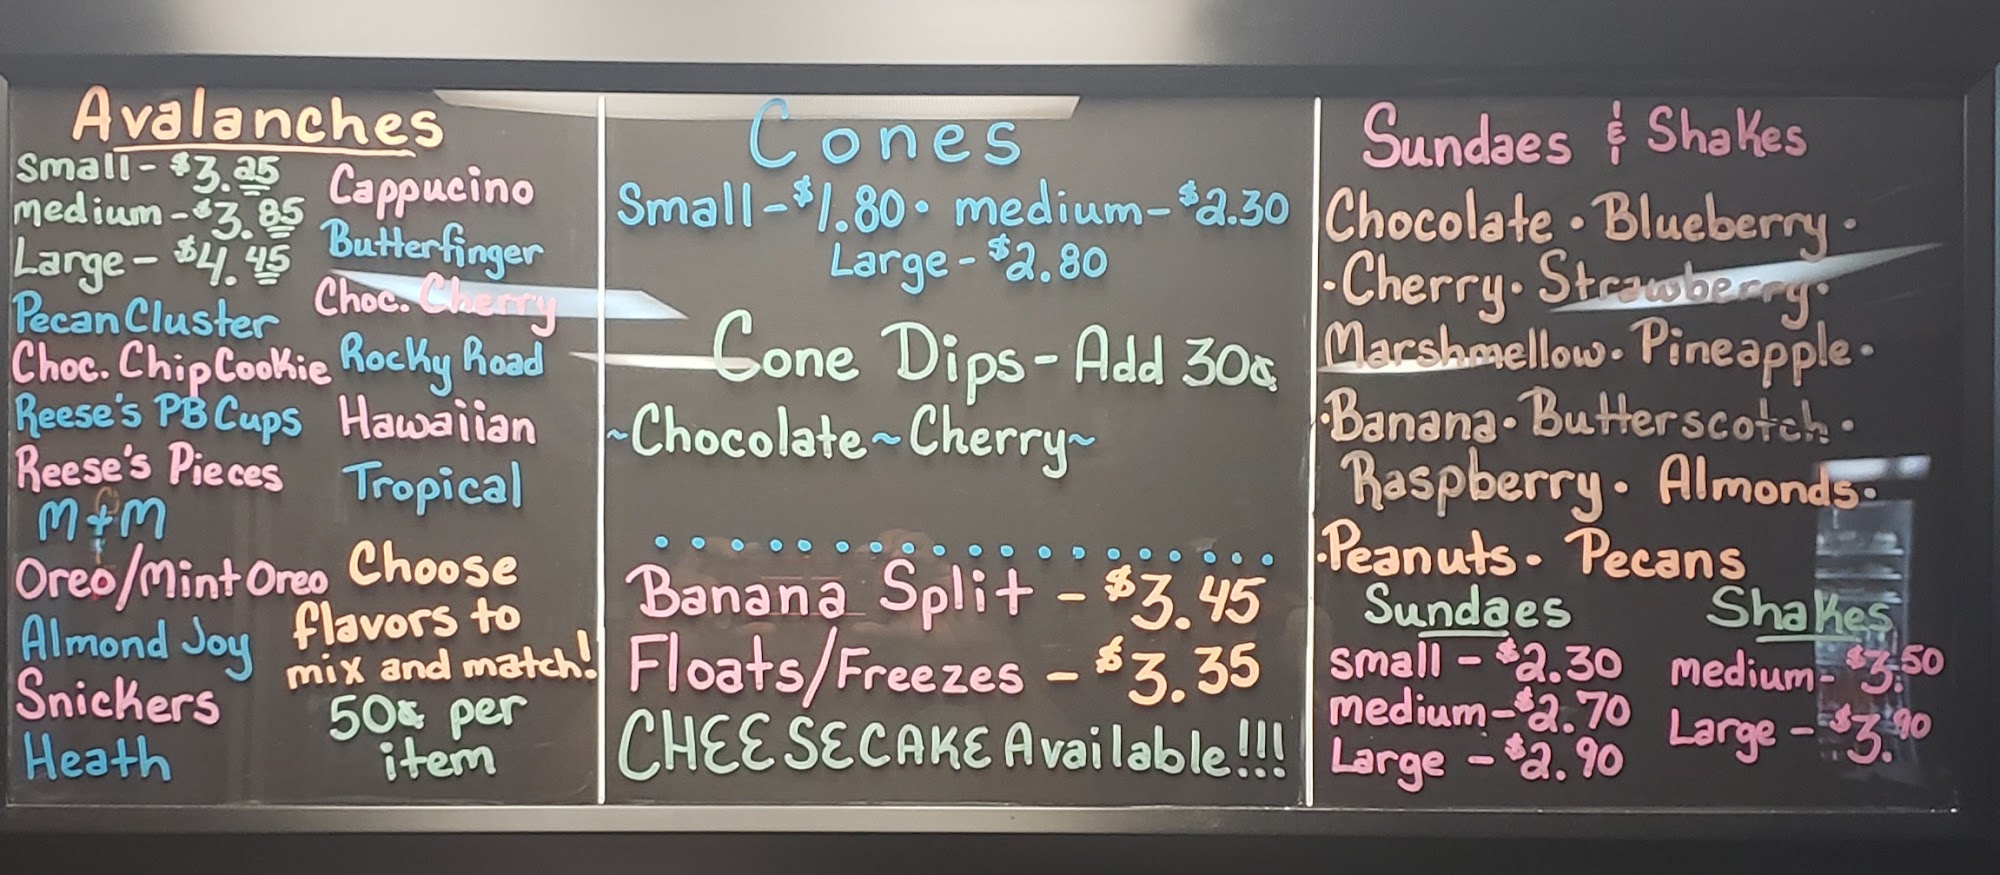 Avalanches
Small - $3.25
medium - $3.85
Large - $4.45
Pecan Cluster
Choc. Chip Cookie
Reese's PB Cups
Reese's Pieces
M+M
Oreo/Mint Oreo
Almond Joy
Snickers
Heath
Cappucino
Butterfinger
Choc. Cherry
Rocky Road
Hawaiian
Tropical
Choose
flavors to
mix and match!
50¢ per
item
Cones
Small - $1.80 • medium - $2.30
Large - $2.80
Cone Dips - Add 30¢
~Chocolate~Cherry~
Banana Split - $3.45
Floats/Freezes - $3.35
CHEESECAKE Available!!!
Sundaes & Shakes
Chocolate • Blueberry •
• Cherry • Strawberry •
Marshmellow • Pineapple •
• Banana • Butterscotch •
Raspberry • Almonds •
• Peanuts • Pecans
Sundaes
small - $2.30
medium - $2.70
Large - $2.90
Shakes
medium - $3.50
Large - $3.90